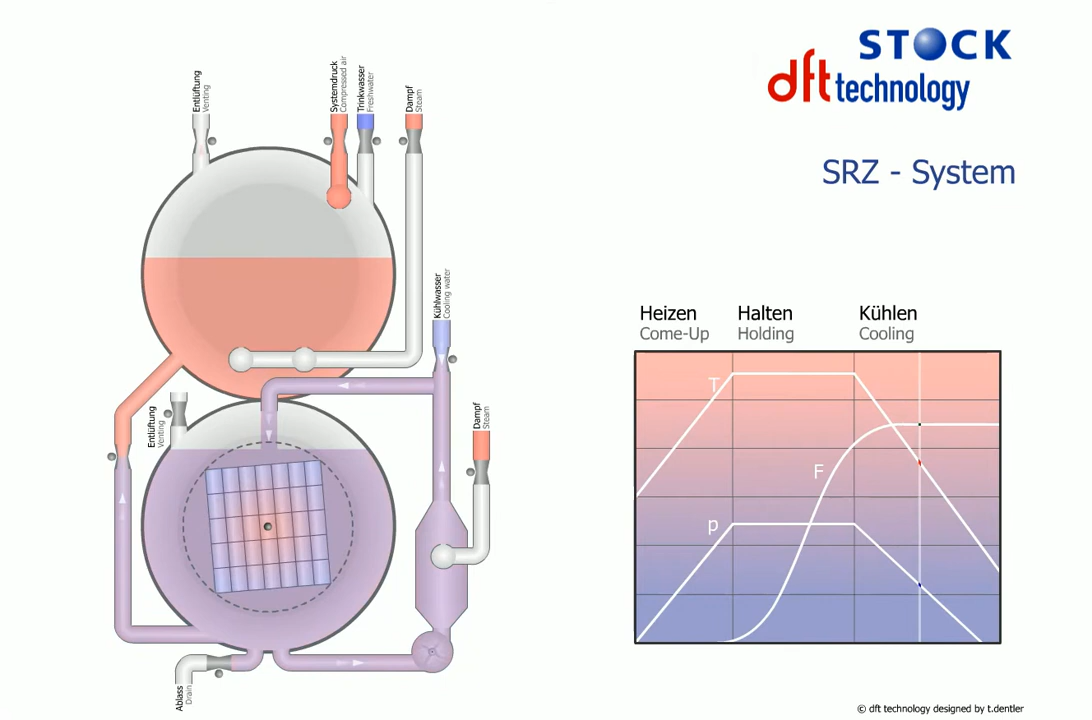 STOCK
dft technology
SRZ - System
Entlüftung
Venting
Systemdruck
Compressed air
Trinkwasser
Freshwater
Dampf
Steam
Kühlwasser
Cooling water
Entlüftung
Venting
Dampf
Steam
Ablass
Drain
Heizen
Come-Up
Halten
Holding
Kühlen
Cooling
T
F
p
© dft technology designed by t.dentler